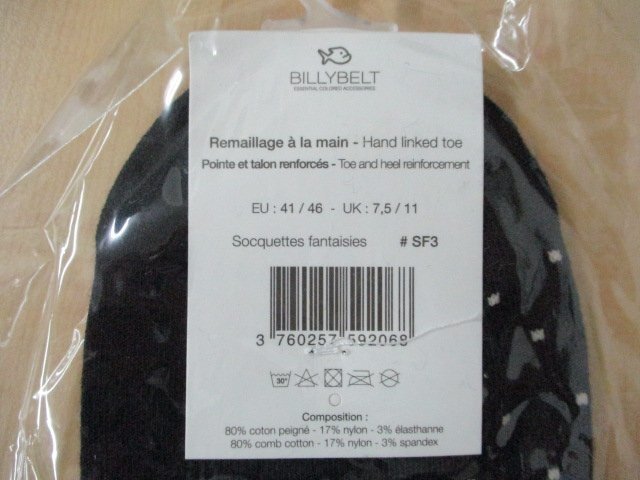 BILLYBELT
ESSENTIAL COLORED ACCESSORIES
Remaillage à la main - Hand linked toe
Pointe et talon renforcés - Toe and heel reinforcement
EU : 41 / 46 - UK : 7,5 / 11
Socquettes fantaisies # SF3
3 760257 592068
30°
Composition :
80% coton peigné - 17% nylon - 3% élasthanne
80% comb cotton - 17% nylon - 3% spandex